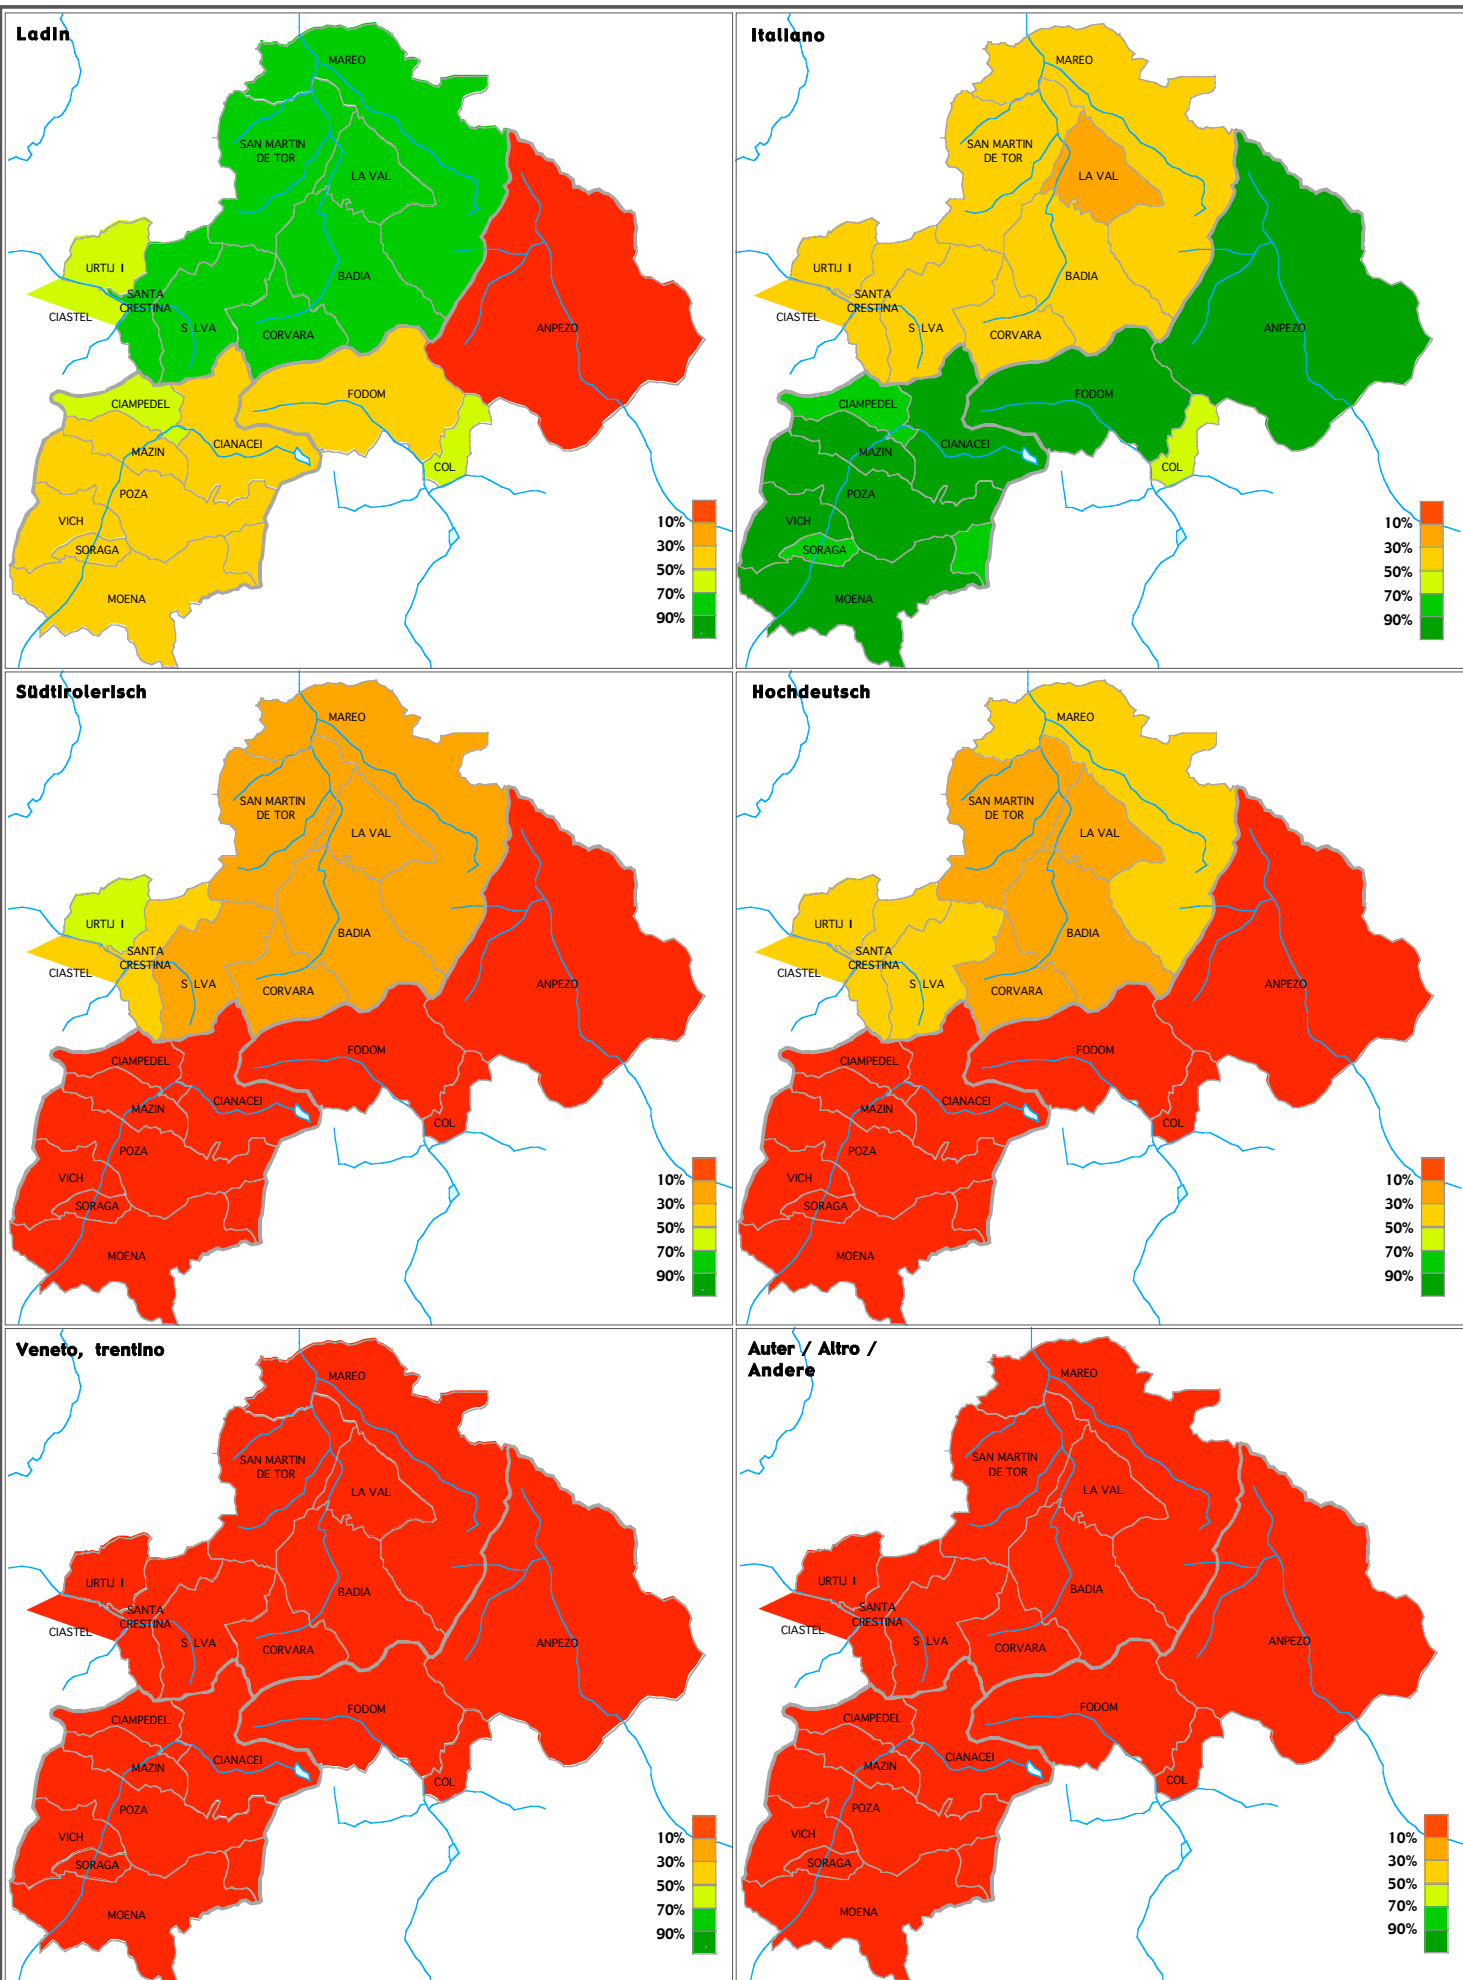 Ladin
MAREO
SAN MARTIN
DE TOR
LA VAL
URTIJ I
SANTA
CRESTINA
CIASTEL
S LVA
BADIA
CORVARA
ANPEZO
CIAMPEDEL
FODOM
MAZIN
CIANACEI
COL
POZA
VICH
SORAGA
MOENA
10%
30%
50%
70%
90%
Italiano
MAREO
SAN MARTIN
DE TOR
LA VAL
URTIJ I
SANTA
CRESTINA
CIASTEL
S LVA
BADIA
CORVARA
ANPEZO
CIAMPEDEL
FODOM
MAZIN
CIANACEI
COL
POZA
VICH
SORAGA
MOENA
10%
30%
50%
70%
90%
Südtirolerisch
MAREO
SAN MARTIN
DE TOR
LA VAL
URTIJ I
SANTA
CRESTINA
CIASTEL
S LVA
BADIA
CORVARA
ANPEZO
CIAMPEDEL
FODOM
MAZIN
CIANACEI
COL
POZA
VICH
SORAGA
MOENA
10%
30%
50%
70%
90%
Hochdeutsch
MAREO
SAN MARTIN
DE TOR
LA VAL
URTIJ I
SANTA
CRESTINA
CIASTEL
S LVA
BADIA
CORVARA
ANPEZO
CIAMPEDEL
FODOM
MAZIN
CIANACEI
COL
POZA
VICH
SORAGA
MOENA
10%
30%
50%
70%
90%
Veneto, trentino
MAREO
SAN MARTIN
DE TOR
LA VAL
URTIJ I
SANTA
CRESTINA
CIASTEL
S LVA
BADIA
CORVARA
ANPEZO
CIAMPEDEL
FODOM
MAZIN
CIANACEI
COL
POZA
VICH
SORAGA
MOENA
10%
30%
50%
70%
90%
Auter / Altro /
Andere
MAREO
SAN MARTIN
DE TOR
LA VAL
URTIJ I
SANTA
CRESTINA
CIASTEL
S LVA
BADIA
CORVARA
ANPEZO
CIAMPEDEL
FODOM
MAZIN
CIANACEI
COL
POZA
VICH
SORAGA
MOENA
10%
30%
50%
70%
90%